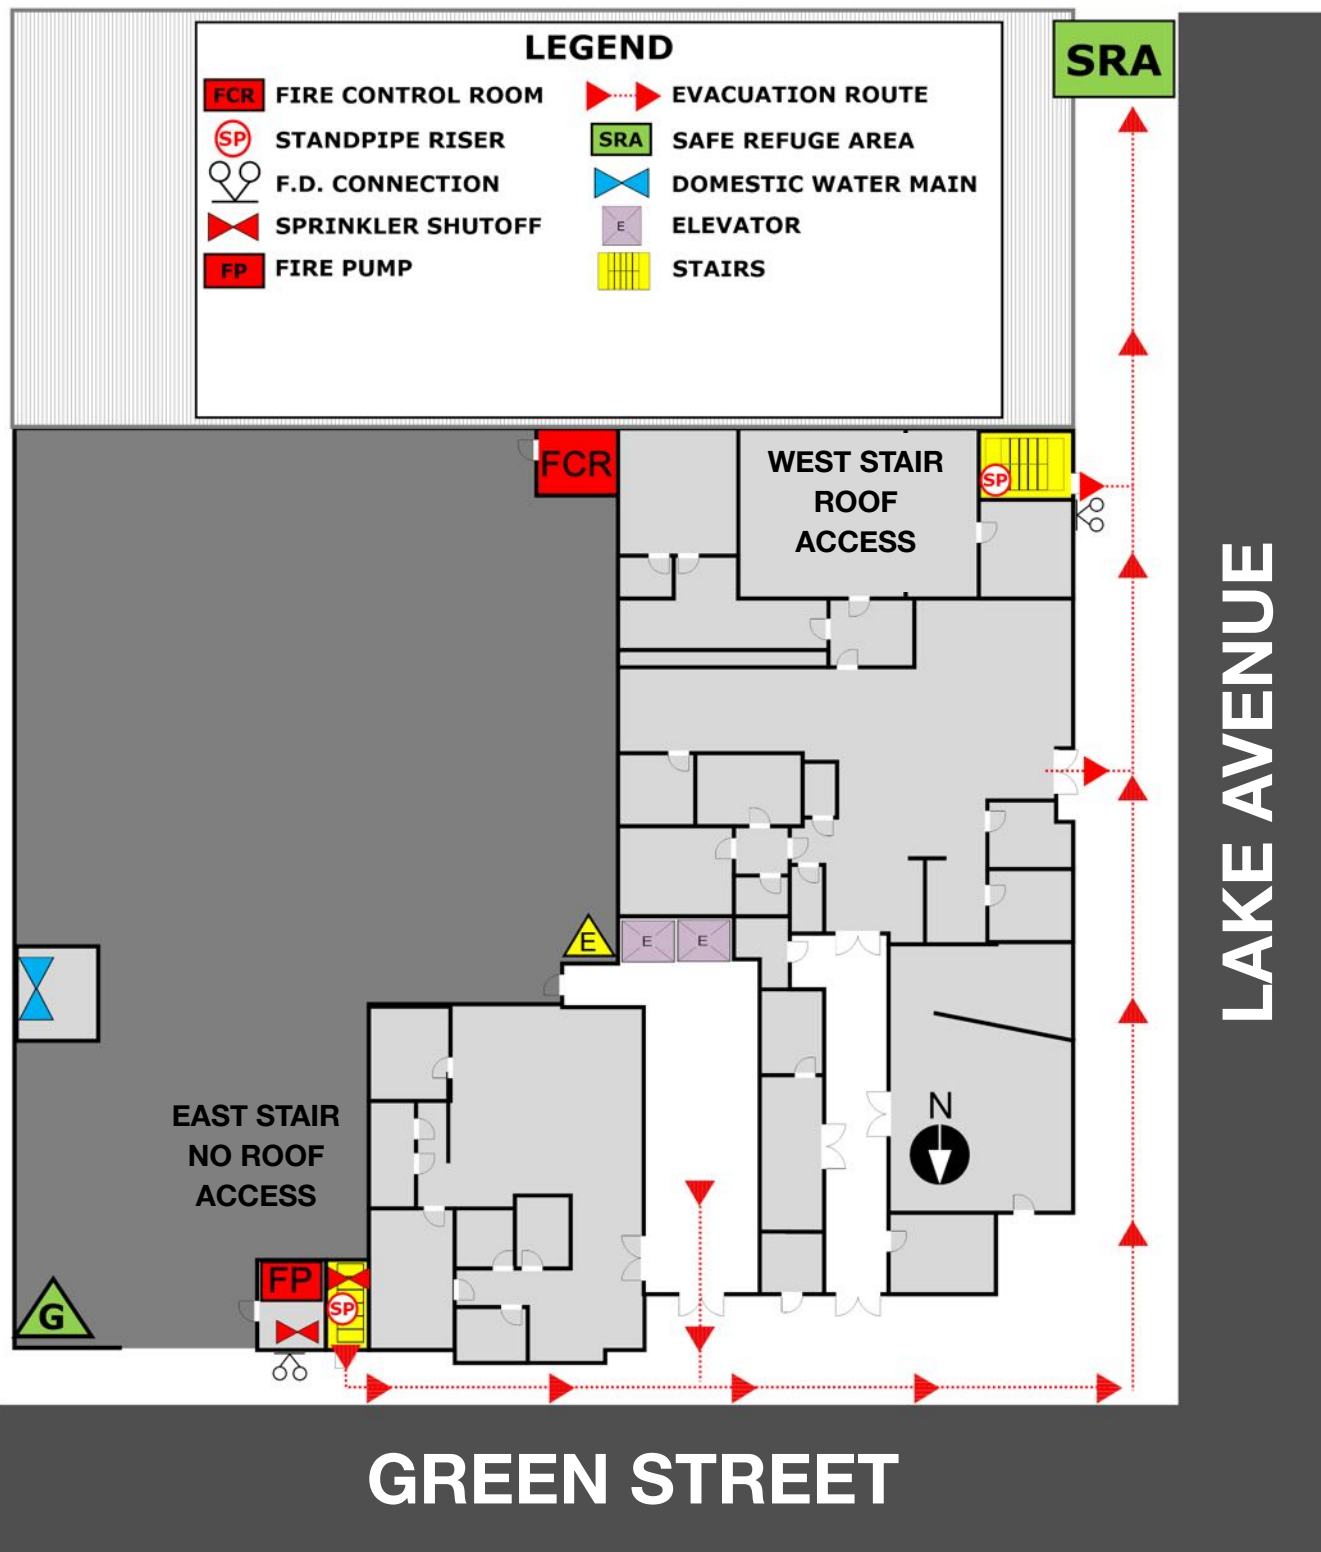 LEGEND
FCR FIRE CONTROL ROOM
SP STANDPIPE RISER
F.D. CONNECTION
SPRINKLER SHUTOFF
FP FIRE PUMP
EVACUATION ROUTE
SRA SAFE REFUGE AREA
DOMESTIC WATER MAIN
E ELEVATOR
STAIRS
SRA
FCR
WEST STAIR
ROOF
ACCESS
SP
LAKE AVENUE
E
E
E
EAST STAIR
NO ROOF
ACCESS
N
FP
SP
G
GREEN STREET